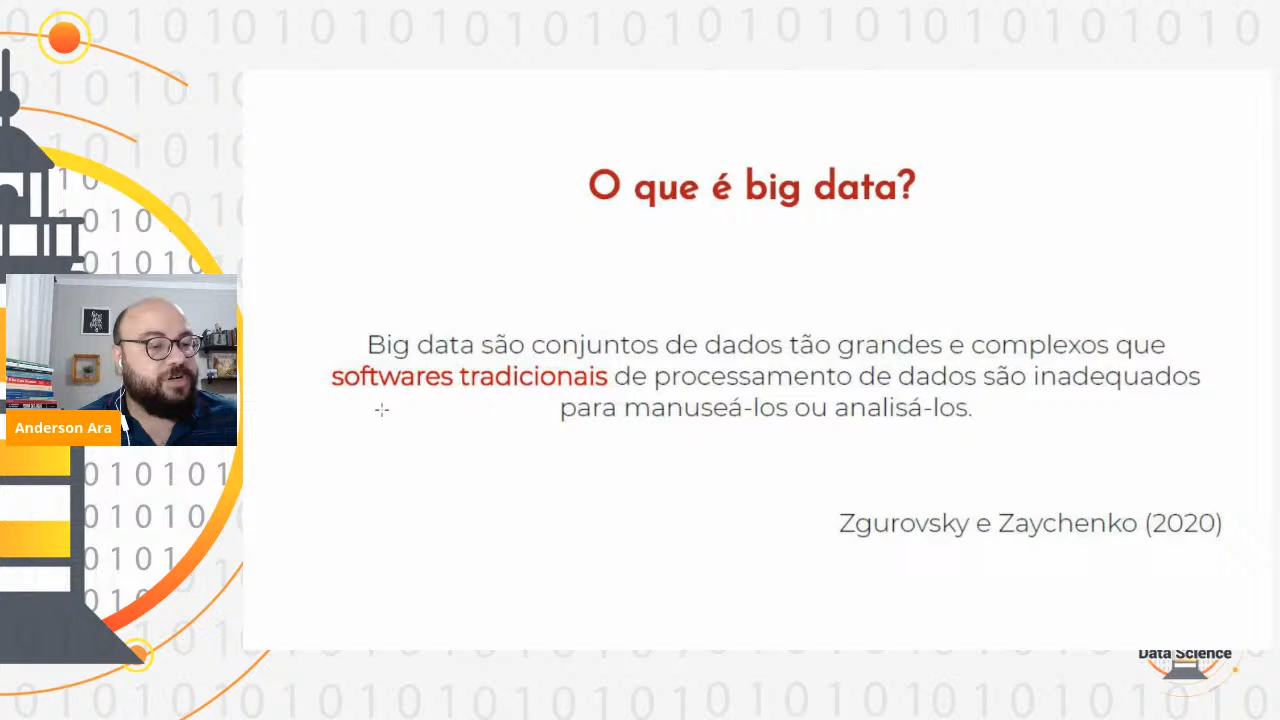 O que é big data?
Big data são conjuntos de dados tão grandes e complexos que
softwares tradicionais de processamento de dados são inadequados
para manuseá-los ou analisá-los.
Zgurovsky e Zaychenko (2020)
Anderson Ara
Data Science